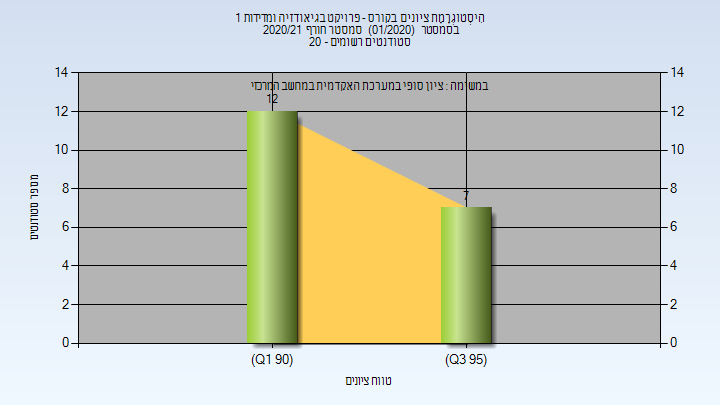 היסטוגרמת ציונים בקורס - פרויקט בגיאודזיה ומדידות 1
בסמסטר (01/2020) סמסטר חורף 2020/21
סטודנטים רשומים - 20
במשימה : ציון סופי במערכת האקדמית במחשב המרכזי
14 14
12
12 12
10 10
8 8
7
6 6
4 4
2 2
0 0
מספר סטודנטים
(Q1 90) (Q3 95)
טווח ציונים